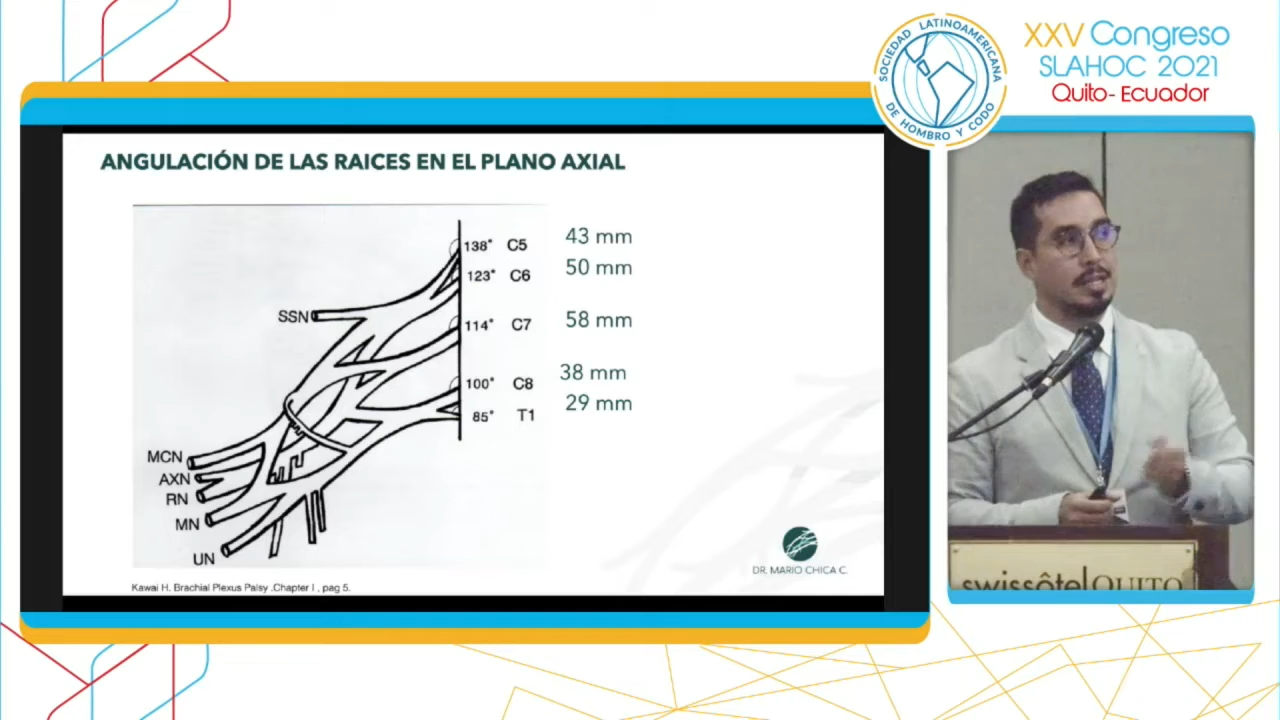 SOCIEDAD LATINOAMERICANA
DE HOMBRO Y CODO
XXV Congreso
SLAHOC 2021
Quito- Ecuador
ANGULACIÓN DE LAS RAICES EN EL PLANO AXIAL
138° C5 43 mm
123° C6 50 mm
SSN
114° C7 58 mm
100° C8 38 mm
85° T1 29 mm
MCN
AXN
RN
MN
UN
DR. MARIO CHICA C.
Kawai H. Brachial Plexus Palsy .Chapter I , pag 5.
swissôtel QUITO